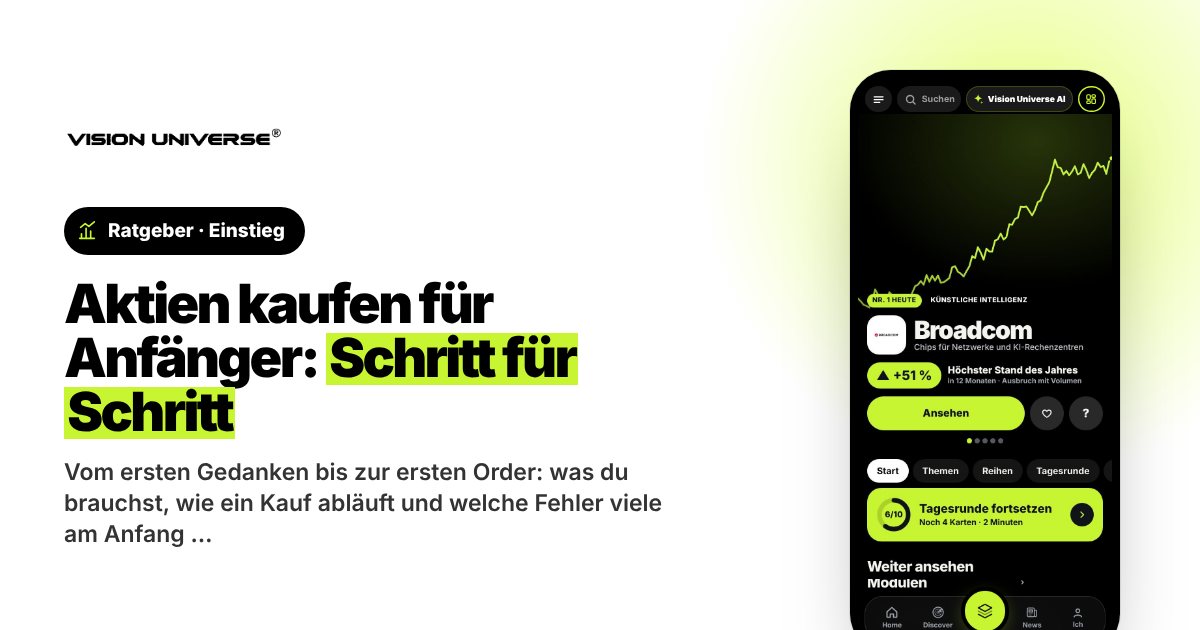 VISION UNIVERSE®
Ratgeber · Einstieg
Aktien kaufen für
Anfänger: Schritt für
Schritt
Vom ersten Gedanken bis zur ersten Order: was du
brauchst, wie ein Kauf abläuft und welche Fehler viele
am Anfang ...
Suchen
Vision Universe AI
NR. 1 HEUTE
KÜNSTLICHE INTELLIGENZ
BROADCOM
Broadcom
Chips für Netzwerke und KI-Rechenzentren
▲ +51 %
Höchster Stand des Jahres
In 12 Monaten · Ausbruch mit Volumen
Ansehen
?
Start
Themen
Reihen
Tagesrunde
6/10
Tagesrunde fortsetzen
Noch 4 Karten · 2 Minuten
Weiter ansehen
Modulen
Home
Discover
News
Ich